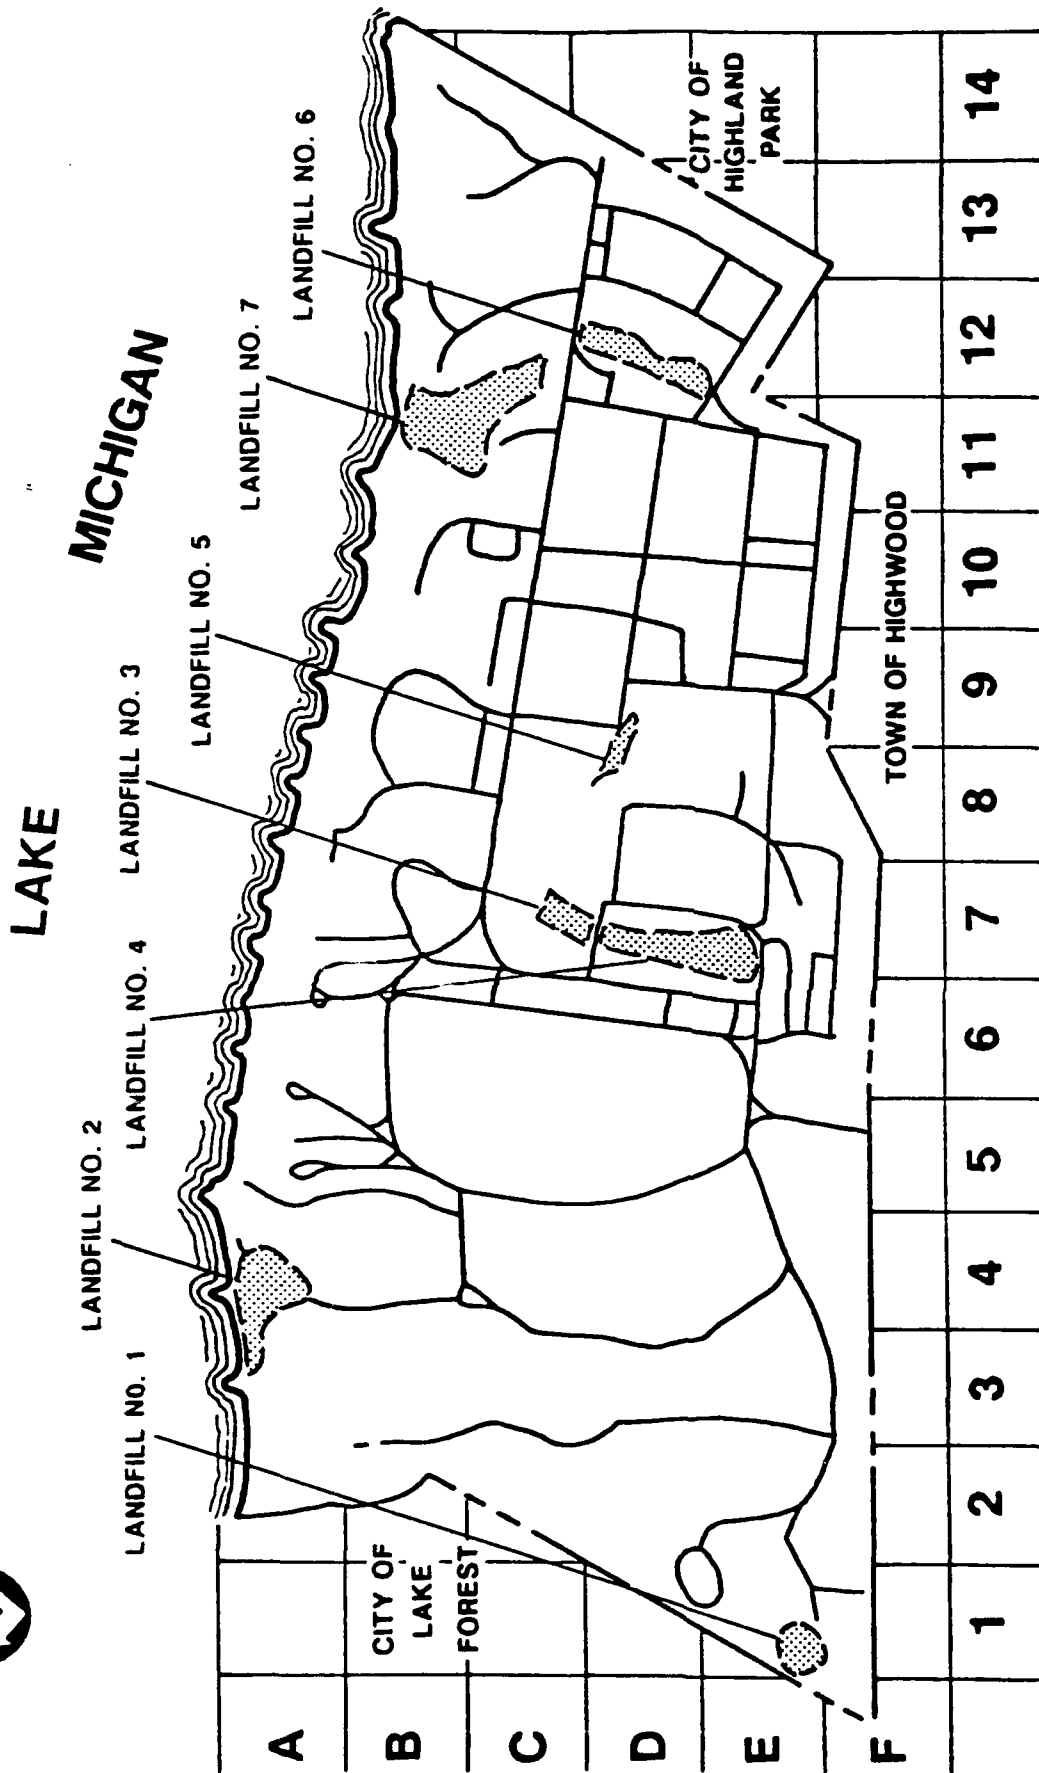 LAKE
MICHIGAN
LANDFILL NO. 1
LANDFILL NO. 2
LANDFILL NO. 4
LANDFILL NO. 3
LANDFILL NO. 5
LANDFILL NO. 7
LANDFILL NO. 6
CITY OF
LAKE
FOREST
CITY OF
HIGHLAND
PARK
TOWN OF HIGHWOOD
A
B
C
D
E
F
1 2 3 4 5 6 7 8 9 10 11 12 13 14